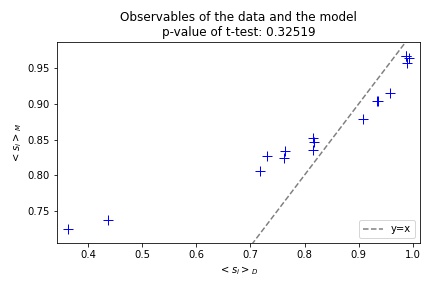 Observables of the data and the model
p-value of t-test: 0.32519
0.95
0.90
0.85
0.80
0.75
< s_i >_M
y=x
0.4 0.5 0.6 0.7 0.8 0.9 1.0
< s_i >_D